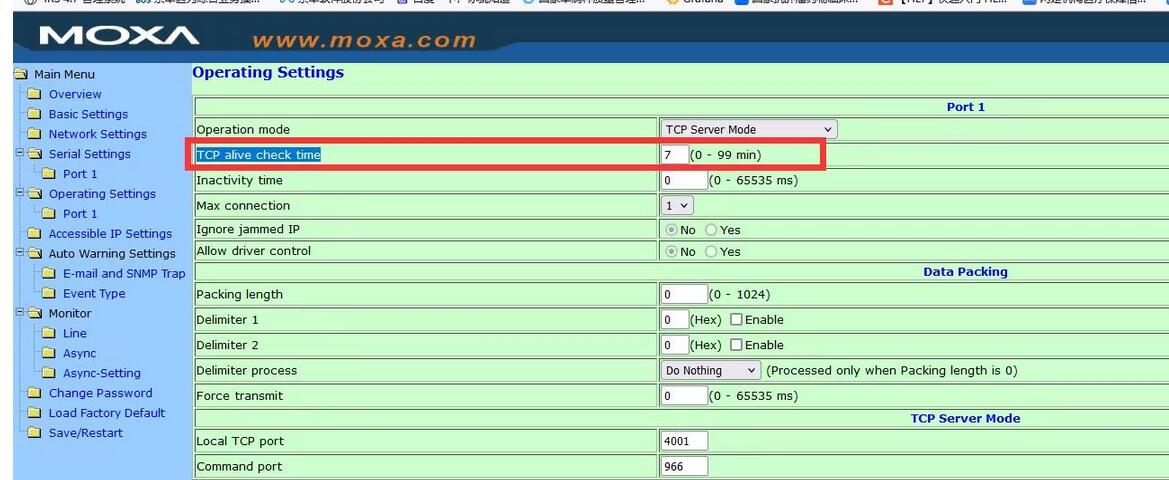 MOXA www.moxa.com
Main Menu
Overview
Basic Settings
Network Settings
Serial Settings
Port 1
Operating Settings
Port 1
Accessible IP Settings
Auto Warning Settings
E-mail and SNMP Trap
Event Type
Monitor
Line
Async
Async-Setting
Change Password
Load Factory Default
Save/Restart
Operating Settings
Port 1
Operation mode TCP Server Mode
TCP alive check time 7 (0 - 99 min)
Inactivity time 0 (0 - 65535 ms)
Max connection 1
Ignore jammed IP No Yes
Allow driver control No Yes
Data Packing
Packing length 0 (0 - 1024)
Delimiter 1 0 (Hex) Enable
Delimiter 2 0 (Hex) Enable
Delimiter process Do Nothing (Processed only when Packing length is 0)
Force transmit 0 (0 - 65535 ms)
TCP Server Mode
Local TCP port 4001
Command port 966